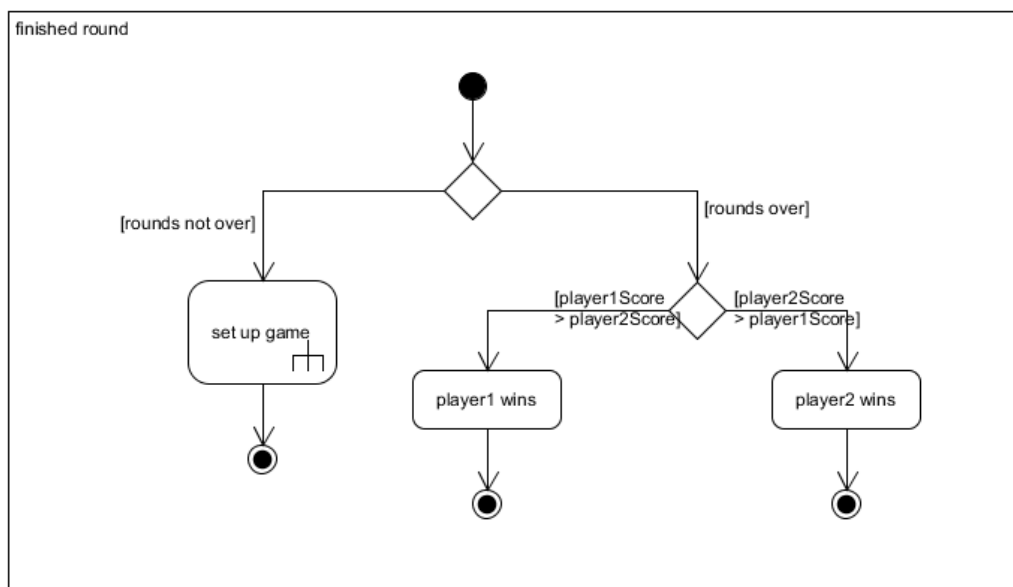 finished round
[rounds not over]
[rounds over]
set up game
[player1Score
> player2Score]
[player2Score
> player1Score]
player1 wins
player2 wins